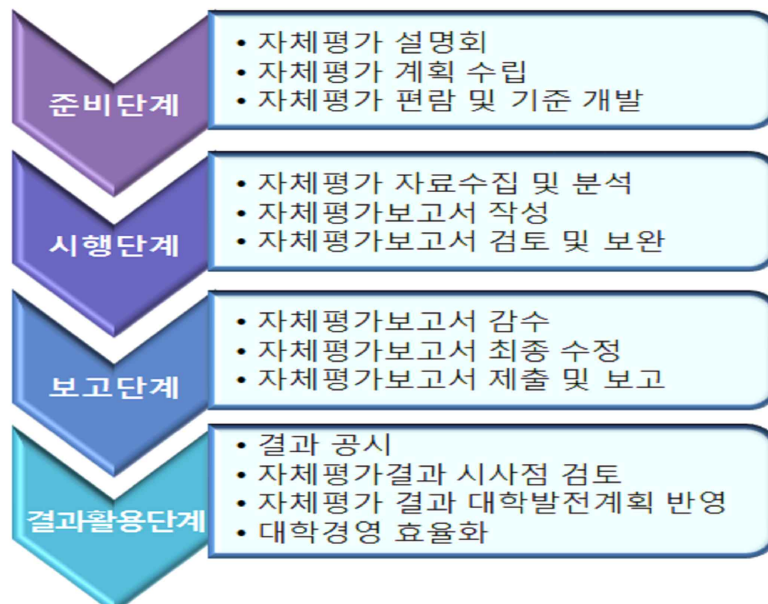 준비단계
• 자체평가 설명회
• 자체평가 계획 수립
• 자체평가 편람 및 기준 개발
시행단계
• 자체평가 자료수집 및 분석
• 자체평가보고서 작성
• 자체평가보고서 검토 및 보완
보고단계
• 자체평가보고서 감수
• 자체평가보고서 최종 수정
• 자체평가보고서 제출 및 보고
결과활용단계
• 결과 공시
• 자체평가결과 시사점 검토
• 자체평가 결과 대학발전계획 반영
• 대학경영 효율화